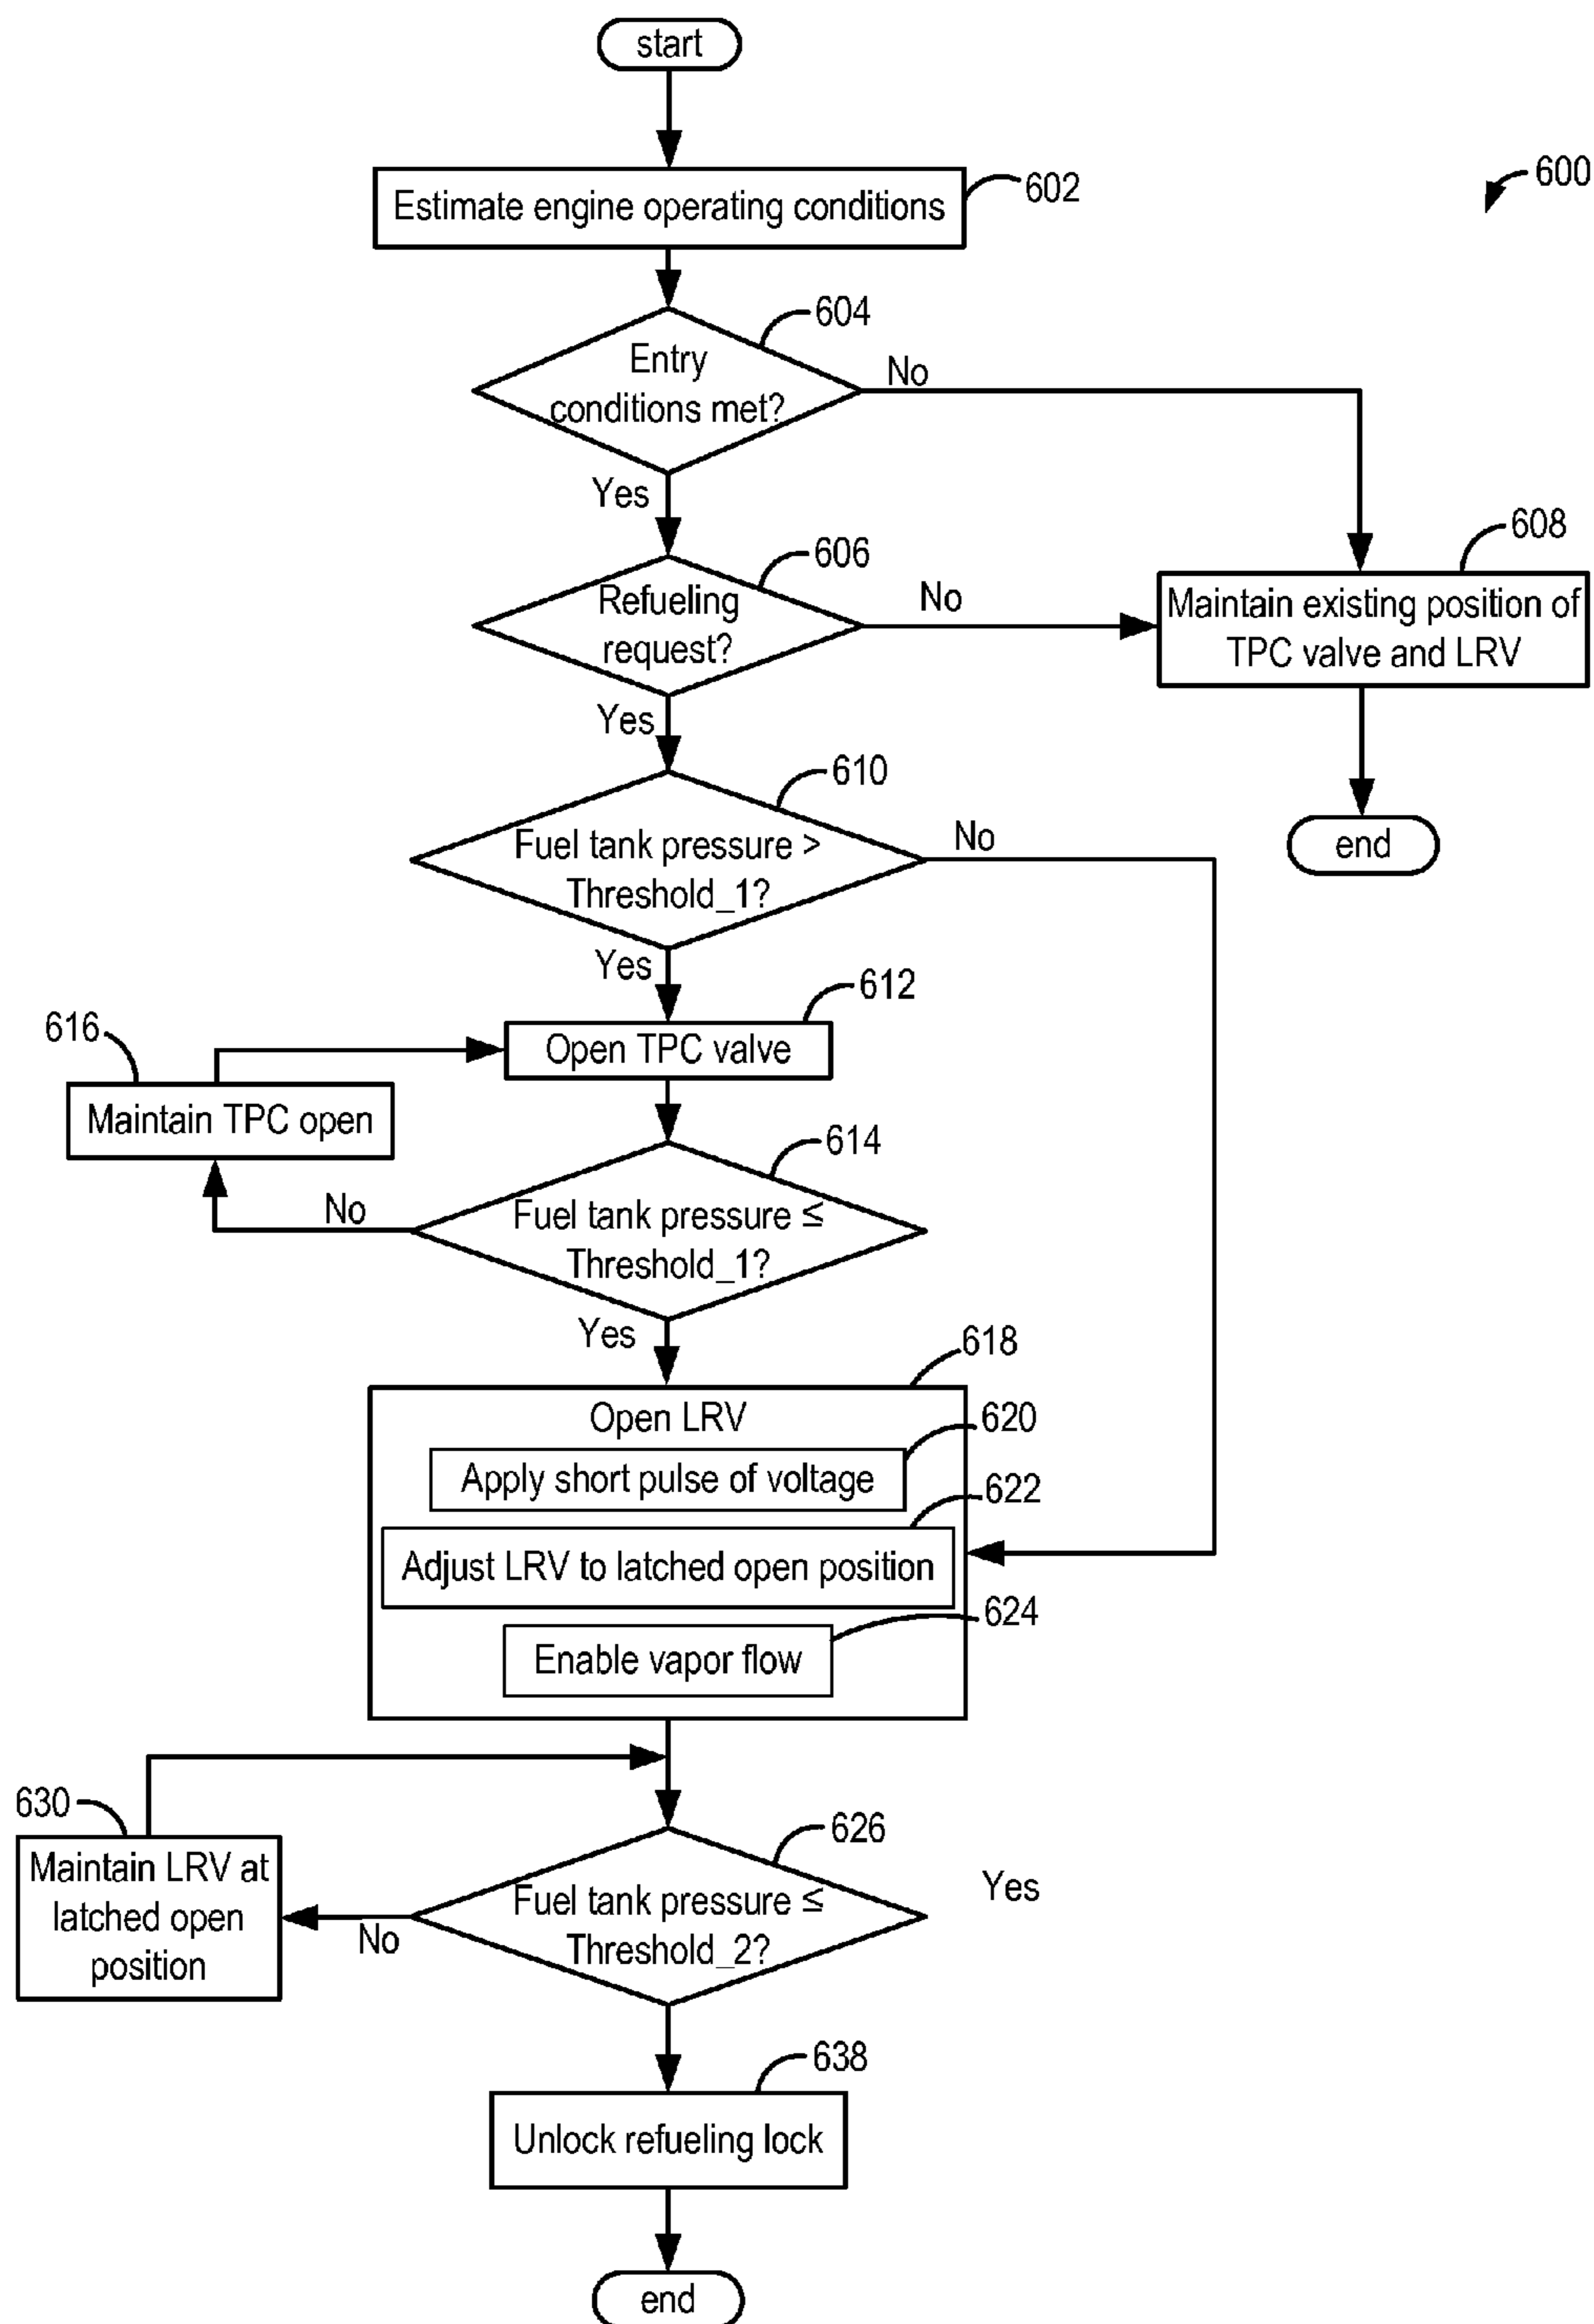 start
Estimate engine operating conditions
602
600
604
Entry
conditions met?
No
Yes
606
Refueling
request?
No
608
Maintain existing position of
TPC valve and LRV
Yes
end
610
Fuel tank pressure >
Threshold_1?
No
Yes
612
Open TPC valve
616
Maintain TPC open
614
Fuel tank pressure ≤
Threshold_1?
No
Yes
618
Open LRV
620
Apply short pulse of voltage
622
Adjust LRV to latched open position
624
Enable vapor flow
630
Maintain LRV at
latched open
position
626
Fuel tank pressure ≤
Threshold_2?
Yes
No
638
Unlock refueling lock
end